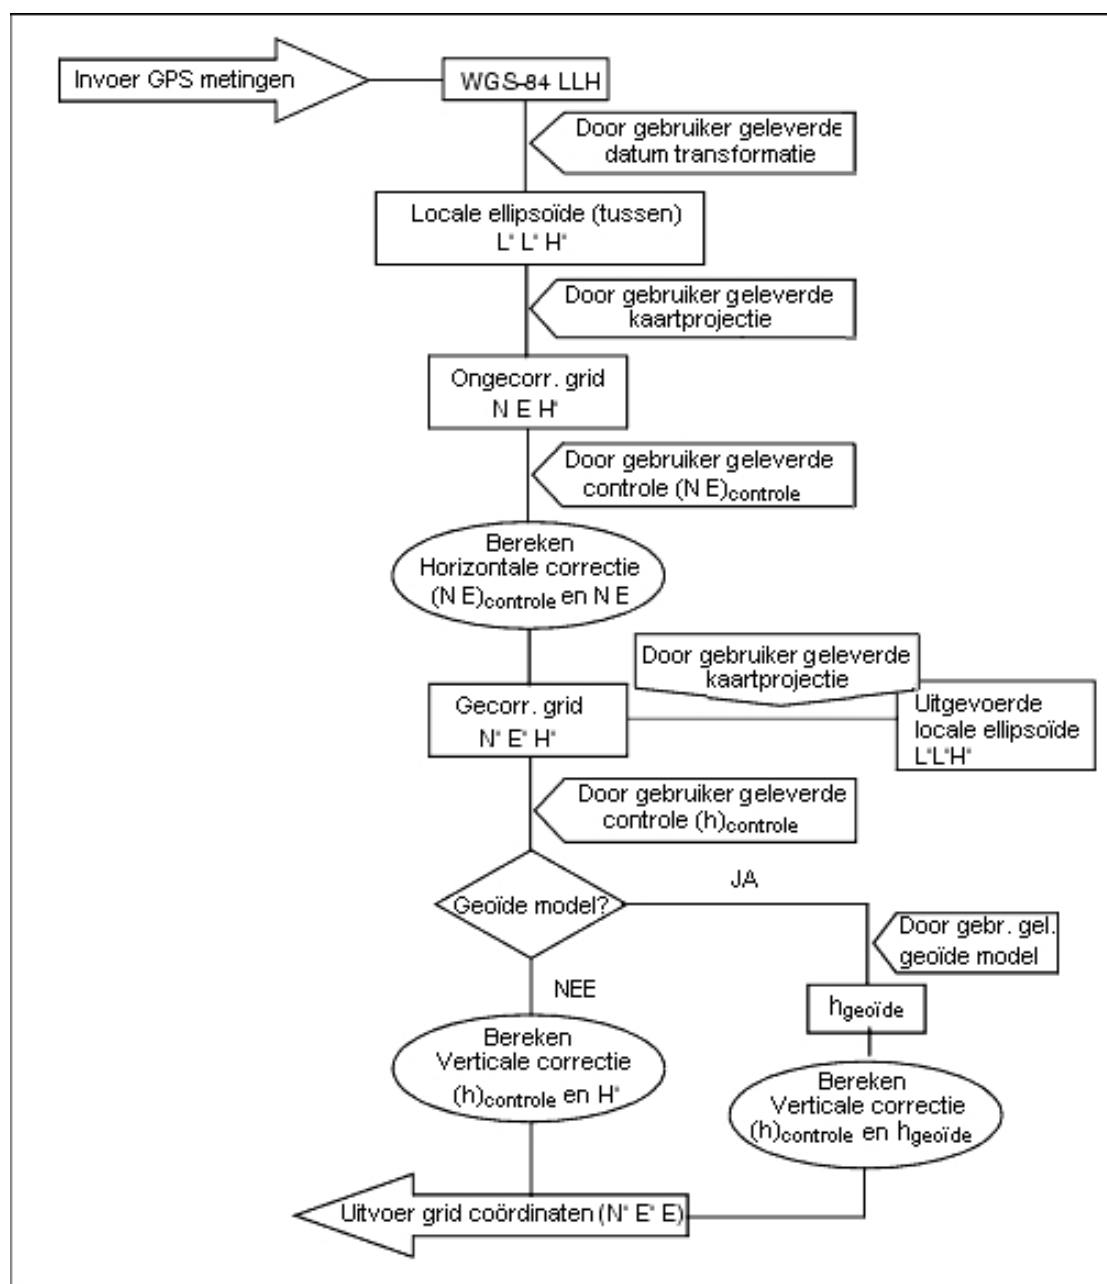 Invoer GPS metingen
WGS-84 LLH
Door gebruiker geleverde
datum transformatie
Locale ellipsoïde (tussen)
L' L' H'
Door gebruiker geleverde
kaartprojectie
Ongecorr. grid
N E H'
Door gebruiker geleverde
controle (N E)controle
Bereken
Horizontale correctie
(N E)controle en N E
Door gebruiker geleverde
kaartprojectie
Gecorr. grid
N' E' H'
Uitgevoerde
locale ellipsoïde
L'L'H'
Door gebruiker geleverde
controle (h)controle
JA
Geoïde model?
Door gebr. gel.
geoïde model
NEE
hgeoïde
Bereken
Verticale correctie
(h)controle en H'
Bereken
Verticale correctie
(h)controle en hgeoïde
Uitvoer grid coördinaten (N' E' E)